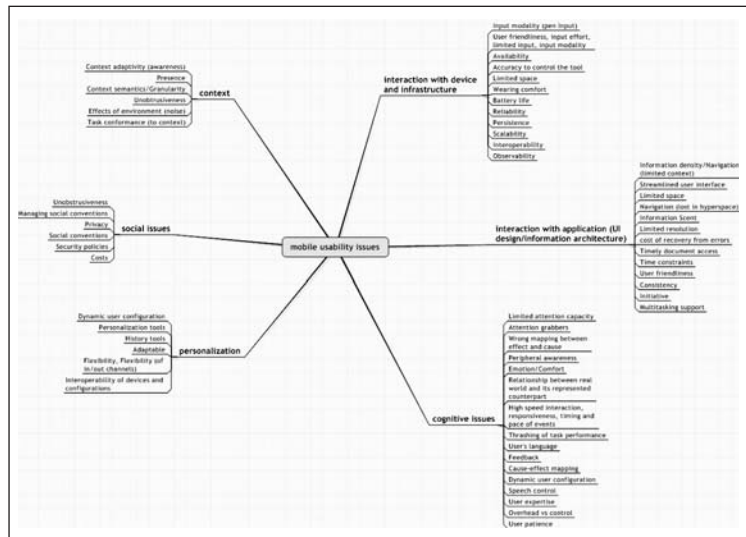 Context adaptivity (awareness)
Presence
Context semantics/Granularity
Unobstrusiveness
Effects of environment (noise)
Task conformance (to context)
context
Unobstrusiveness
Managing social conventions
Privacy
Social conventions
Security policies
Costs
social issues
Dynamic user configuration
Personalization tools
History tools
Adaptable
Flexibility, Flexibility (of
in/out channels)
Interoperability of devices and
configurations
personalization
mobile usability issues
interaction with device
and infrastructure
Input modality (pen input)
User friendliness, input effort,
limited input, input modality
Availability
Accuracy to control the tool
Limited space
Wearing comfort
Battery life
Reliability
Persistence
Scalability
Interoperability
Observability
interaction with application (UI
design/information architecture)
Information density/Navigation
(limited context)
Streamlined user interface
Limited space
Navigation (lost in hyperspace)
Information Scent
Limited resolution
cost of recovery from errors
Timely document access
Time constraints
User friendliness
Consistency
Initiative
Multitasking support
cognitive issues
Limited attention capacity
Attention grabbers
Wrong mapping between
effect and cause
Peripheral awareness
Emotion/Comfort
Relationship between real
world and its represented
counterpart
High speed interaction,
responsiveness, timing and
pace of events
Thrashing of task performance
User's language
Feedback
Cause-effect mapping
Dynamic user configuration
Speech control
User expertise
Overhead vs control
User patience